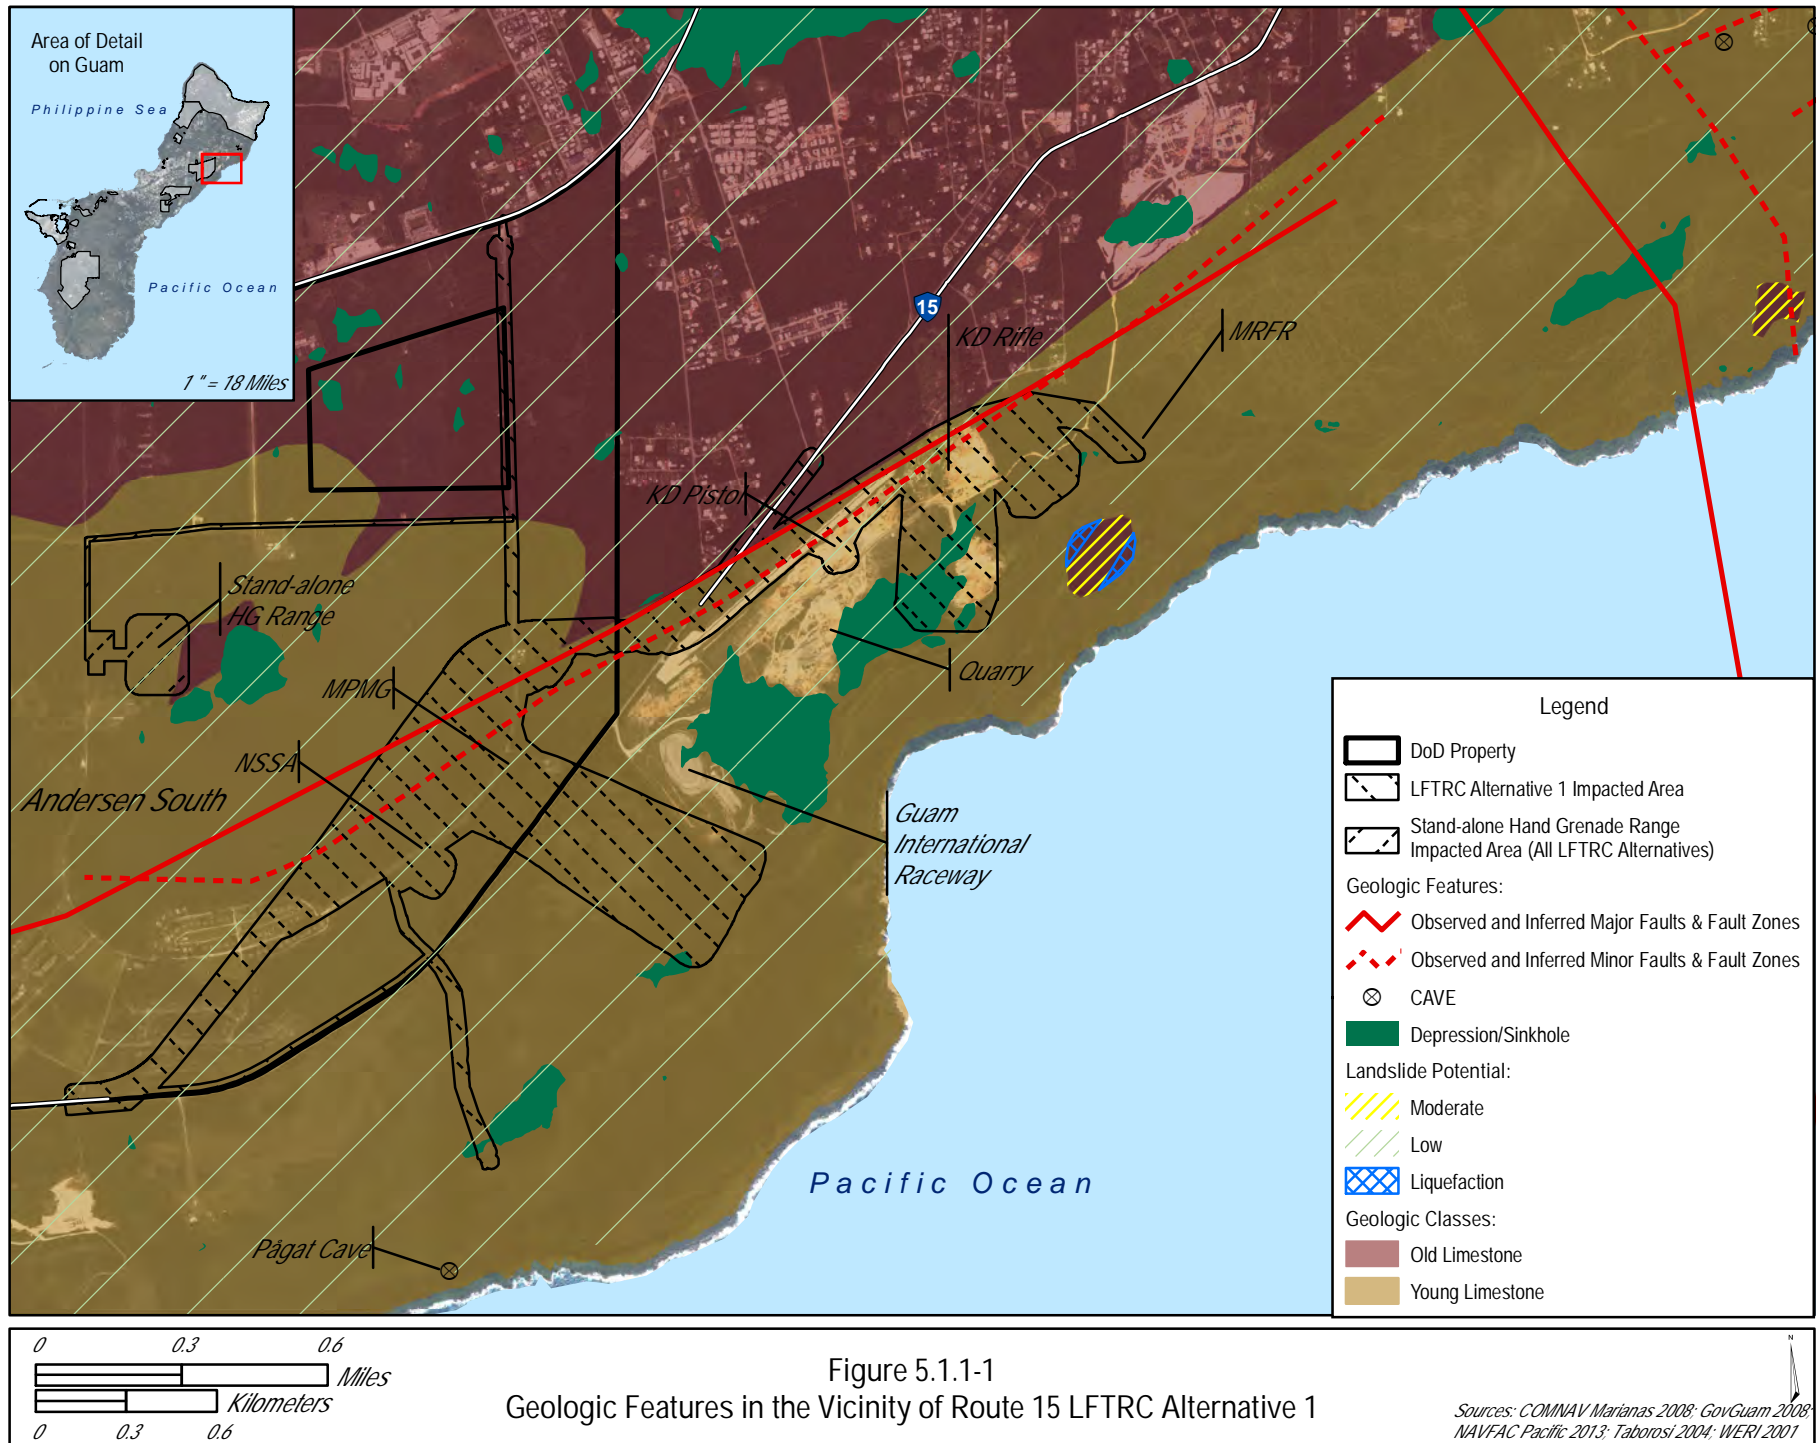 Area of Detail
on Guam
Philippine Sea
Pacific Ocean
1 " = 18 Miles
15
KD Rifle
MRFR
KD Pistol
Stand-alone
HG Range
Quarry
MPMG
NSSA
Andersen South
Guam
International
Raceway
Pacific Ocean
Pågat Cave
Legend
DoD Property
LFTRC Alternative 1 Impacted Area
Stand-alone Hand Grenade Range
Impacted Area (All LFTRC Alternatives)
Geologic Features:
Observed and Inferred Major Faults & Fault Zones
Observed and Inferred Minor Faults & Fault Zones
CAVE
Depression/Sinkhole
Landslide Potential:
Moderate
Low
Liquefaction
Geologic Classes:
Old Limestone
Young Limestone
0 0.3 0.6
Miles
Kilometers
0 0.3 0.6
Figure 5.1.1-1
Geologic Features in the Vicinity of Route 15 LFTRC Alternative 1
N
Sources: COMNAV Marianas 2008; GovGuam 2008;
NAVFAC Pacific 2013; Taborosi 2004; WERI 2001